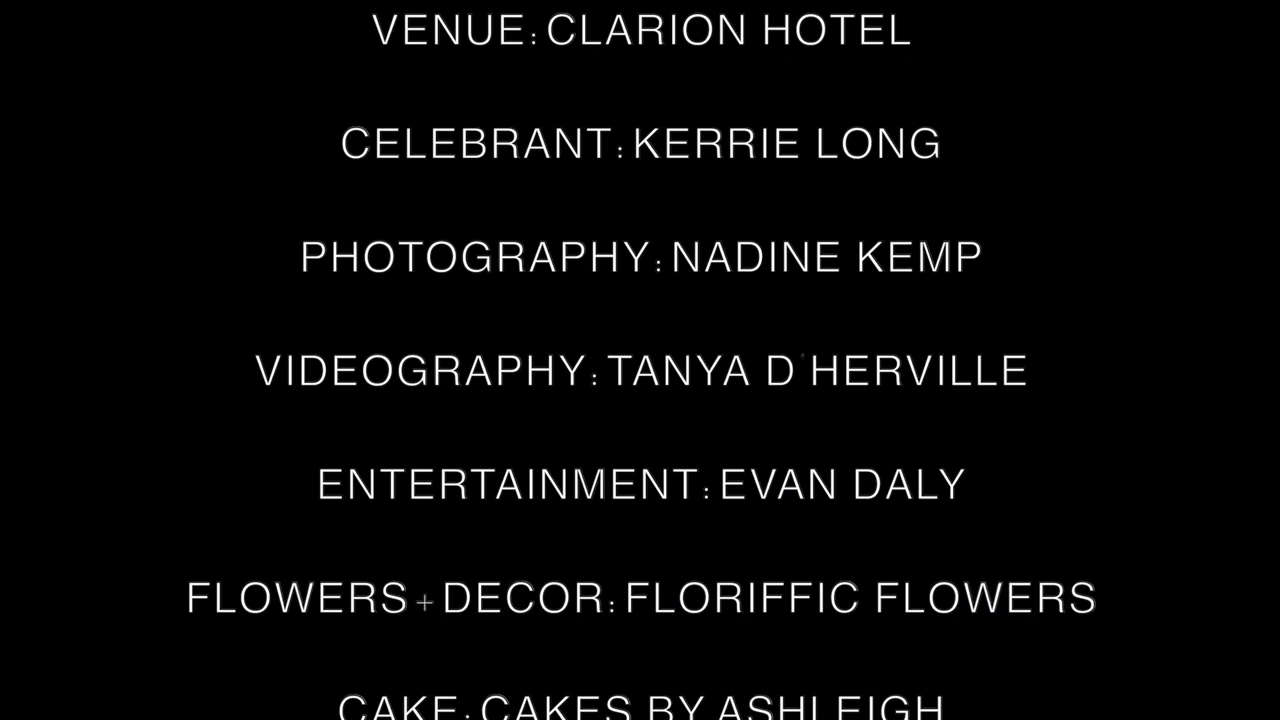 VENUE: CLARION HOTEL
CELEBRANT: KERRIE LONG
PHOTOGRAPHY: NADINE KEMP
VIDEOGRAPHY: TANYA D'HERVILLE
ENTERTAINMENT: EVAN DALY
FLOWERS+DECOR: FLORIFFIC FLOWERS
CAKE: CAKES BY ASHLEIGH